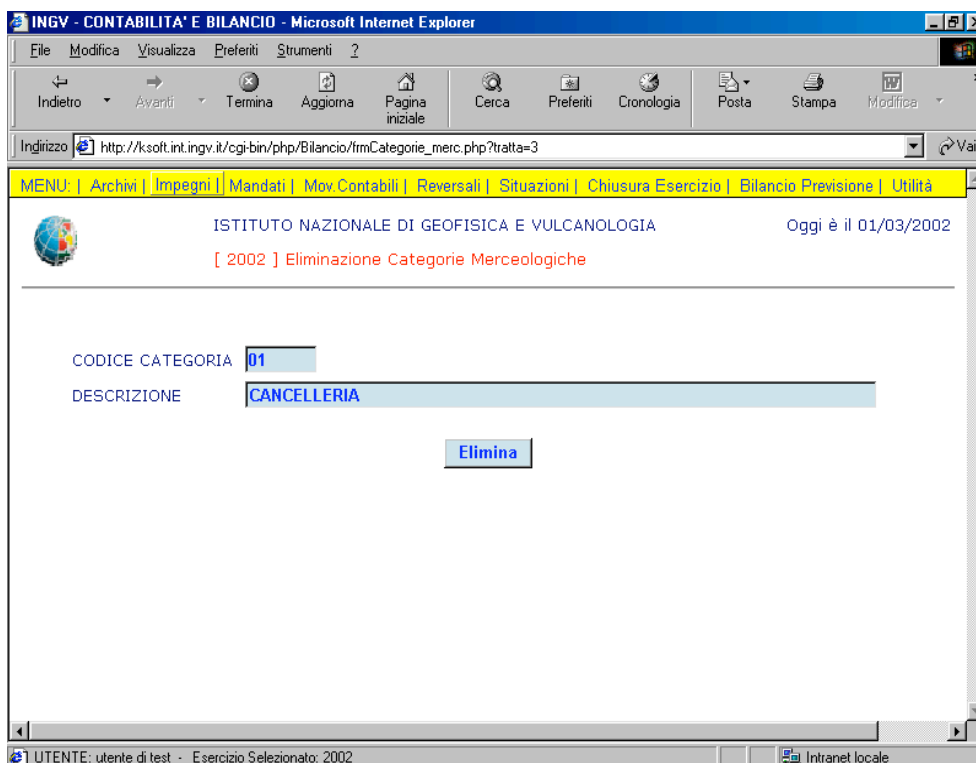 INGV - CONTABILITA' E BILANCIO - Microsoft Internet Explorer
File Modifica Visualizza Preferiti Strumenti ?
Indietro Avanti Termina Aggiorna Pagina iniziale Cerca Preferiti Cronologia Posta Stampa Modifica
Indirizzo http://ksoft.int.ingv.it/cgi-bin/php/Bilancio/frmCategorie_merc.php?tratta=3 Vai
MENU: | Archivi | Impegni | Mandati | Mov.Contabili | Reversali | Situazioni | Chiusura Esercizio | Bilancio Previsione | Utilità
ISTITUTO NAZIONALE DI GEOFISICA E VULCANOLOGIA Oggi è il 01/03/2002
[ 2002 ] Eliminazione Categorie Merceologiche
CODICE CATEGORIA 01
DESCRIZIONE CANCELLERIA
Elimina
UTENTE: utente di test - Esercizio Selezionato: 2002 Intranet locale